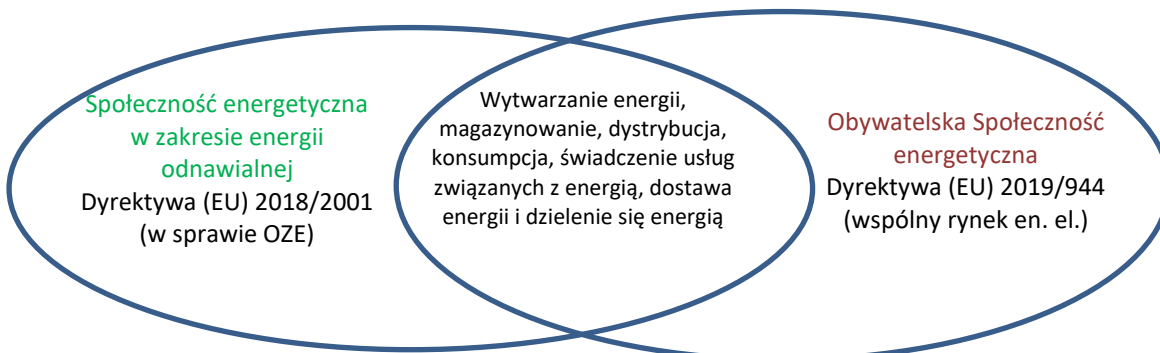 Społeczność energetyczna
w zakresie energii
odnawialnej
Dyrektywa (EU) 2018/2001
(w sprawie OZE)
Wytwarzanie energii,
magazynowanie, dystrybucja,
konsumpcja, świadczenie usług
związanych z energią, dostawa
energii i dzielenie się energią
Obywatelska Społeczność
energetyczna
Dyrektywa (EU) 2019/944
(wspólny rynek en. el.)